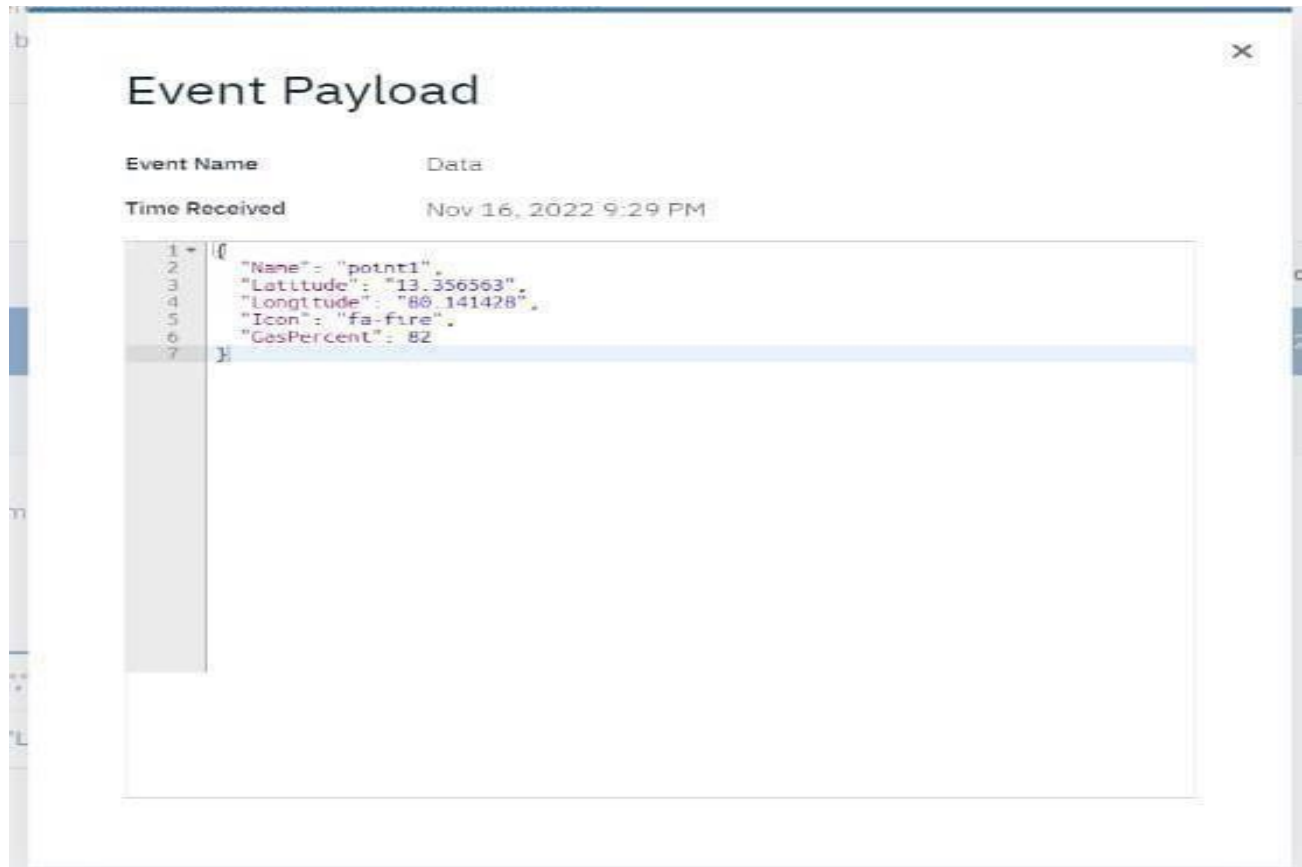 Event Payload
Event Name Data
Time Received Nov 16, 2022 9:29 PM
1 {
2 "Name": "point1",
3 "Latitude": "13.356563",
4 "Longitude": "80.141428",
5 "Icon": "fa-fire",
6 "GasPercent": 82
7 }